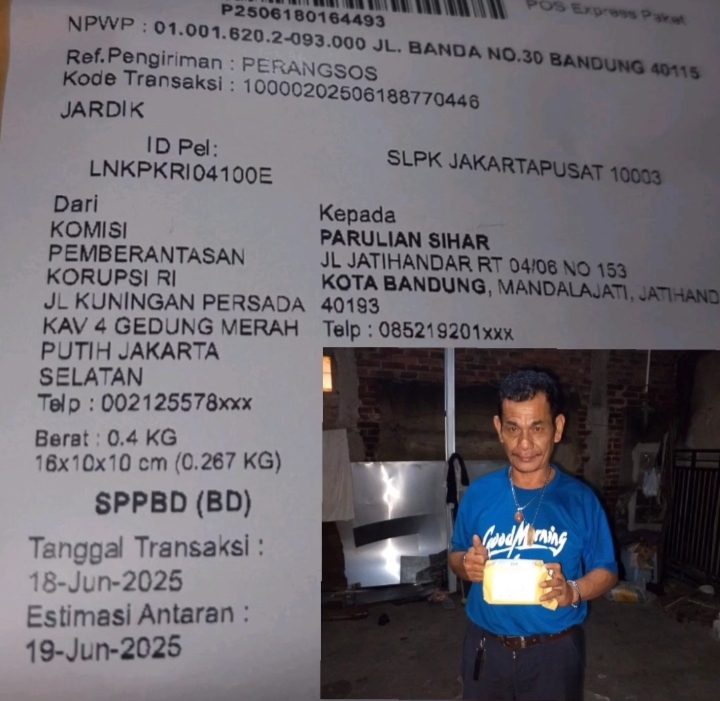 P2506180164493
POS Express Paket
NPWP : 01.001.620.2-093.000 JL. BANDA NO.30 BANDUNG 40115
Ref.Pengiriman : PERANGSOS
Kode Transaksi : 10000202506188770446
JARDIK
ID Pel:
LNKPKRI04100E
SLPK JAKARTAPUSAT 10003
Dari
KOMISI
PEMBERANTASAN
KORUPSI RI
JL KUNINGAN PERSADA
KAV 4 GEDUNG MERAH
PUTIH JAKARTA
SELATAN
Telp : 002125578xxx
Kepada
PARULIAN SIHAR
JL JATIHANDAR RT 04/06 NO 153
KOTA BANDUNG, MANDALAJATI, JATIHAND
40193
Telp : 085219201xxx
Berat : 0.4 KG
16x10x10 cm (0.267 KG)
SPPBD (BD)
Tanggal Transaksi :
18-Jun-2025
Estimasi Antaran :
19-Jun-2025
Good Morning